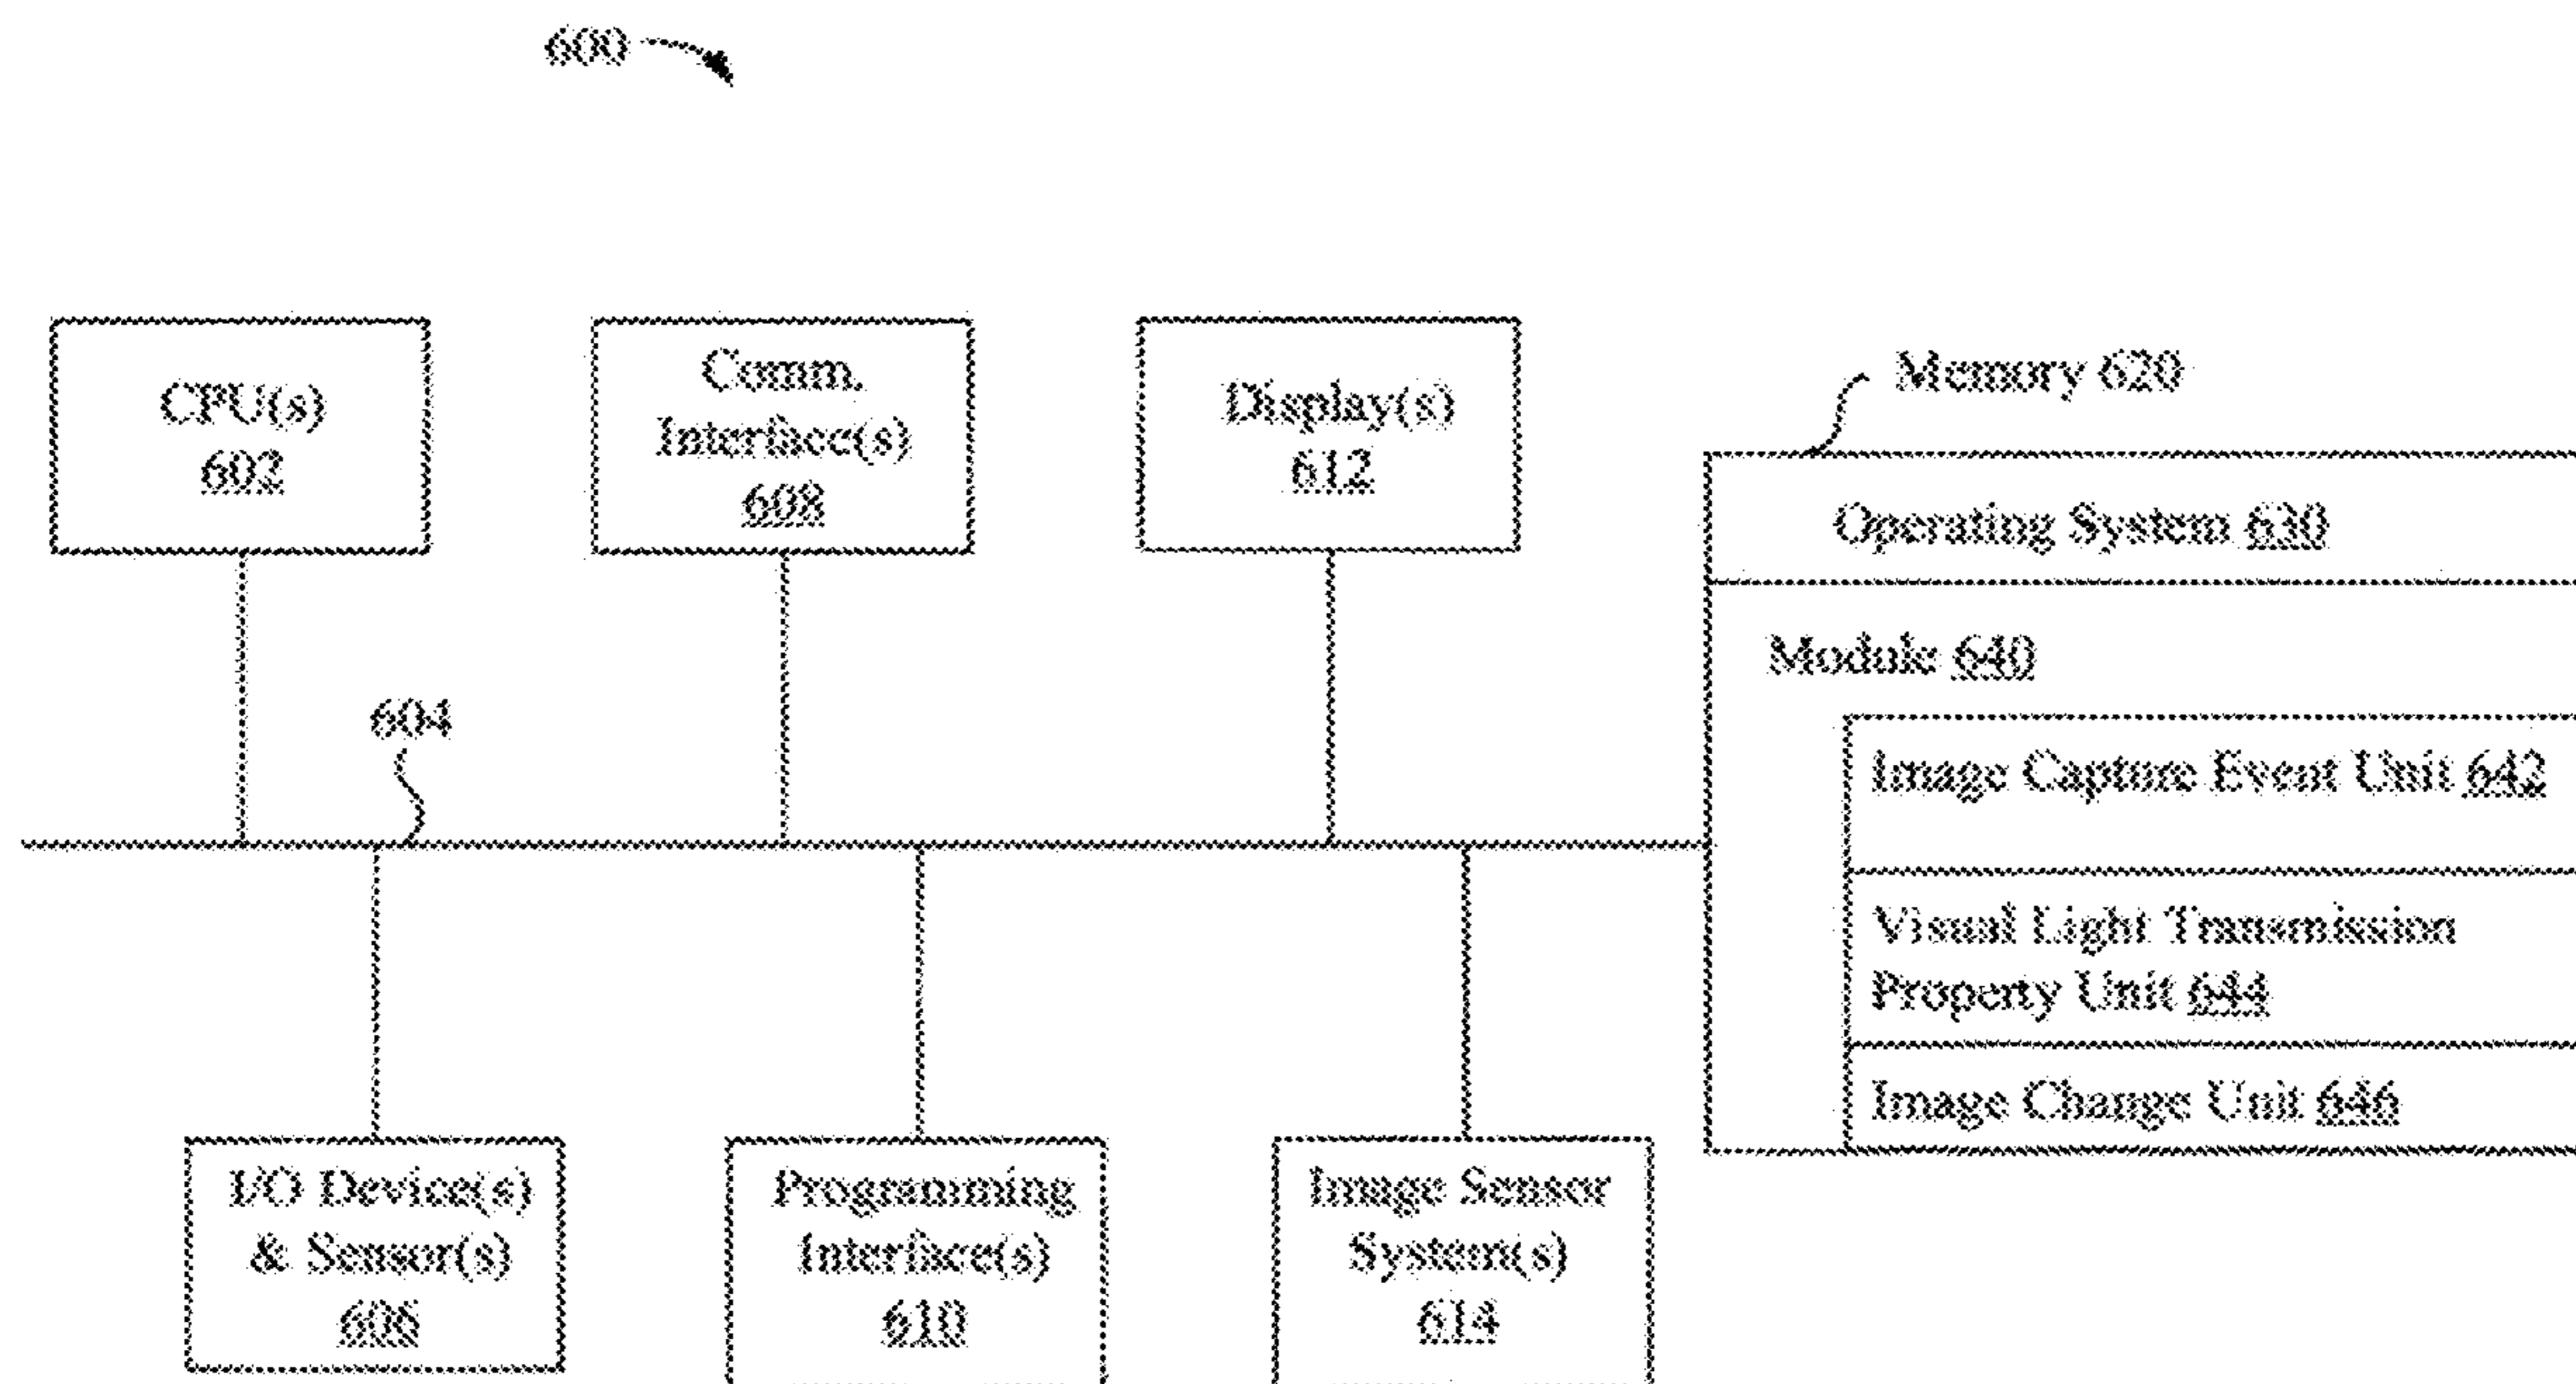 600
CPU(s)
602
Comm.
Interface(s)
608
Display(s)
612
Memory 620
Operating System 630
Module 640
Image Capture Event Unit 642
Visual Light Transmission
Property Unit 644
Image Change Unit 646
604
I/O Device(s)
& Sensor(s)
606
Programming
Interface(s)
610
Image Sensor
System(s)
614